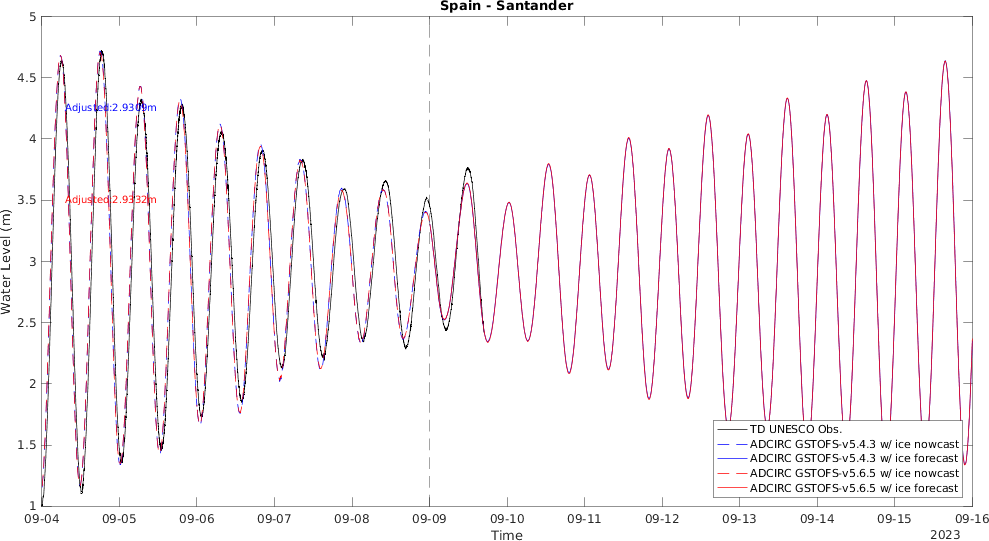 Spain - Santander
Water Level (m)
5
4.5
4
3.5
3
2.5
2
1.5
1
Adjusted:2.9309m
Adjusted:2.9332m
TD UNESCO Obs.
ADCIRC GSTOFS-v5.4.3 w/ ice nowcast
ADCIRC GSTOFS-v5.4.3 w/ ice forecast
ADCIRC GSTOFS-v5.6.5 w/ ice nowcast
ADCIRC GSTOFS-v5.6.5 w/ ice forecast
09-04 09-05 09-06 09-07 09-08 09-09 09-10 09-11 09-12 09-13 09-14 09-15 09-16
Time
2023